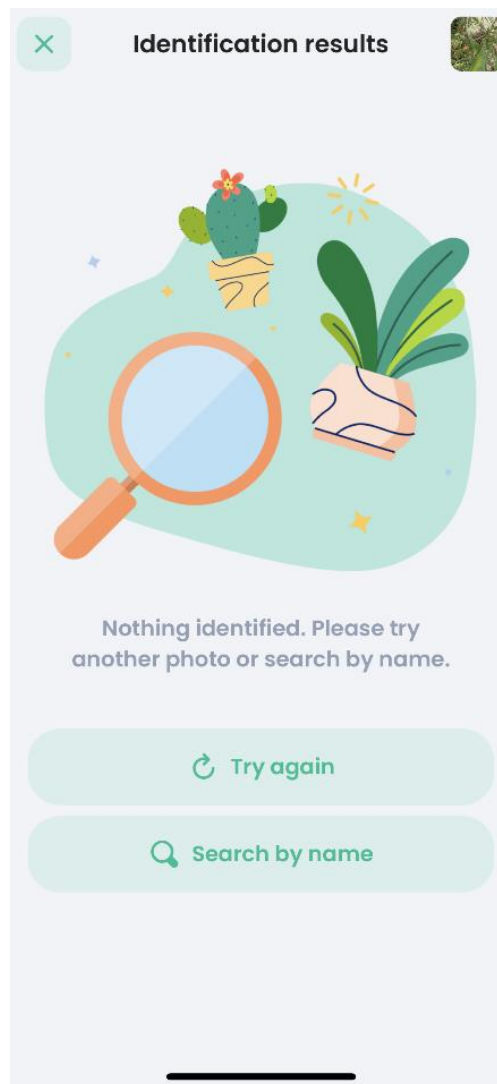 Identification results
Nothing identified. Please try
another photo or search by name.
Try again
Search by name